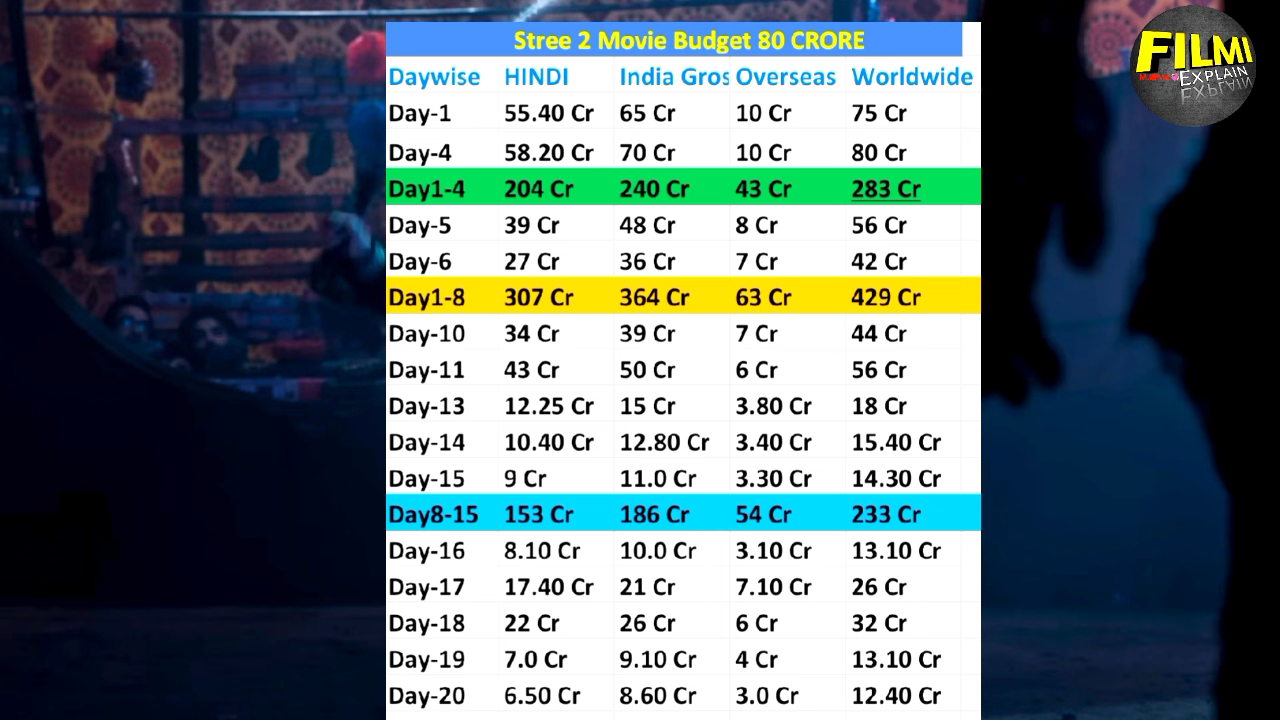 Stree 2 Movie Budget 80 CRORE
Daywise HINDI India Gros Overseas Worldwide
Day-1 55.40 Cr 65 Cr 10 Cr 75 Cr
Day-4 58.20 Cr 70 Cr 10 Cr 80 Cr
Day1-4 204 Cr 240 Cr 43 Cr 283 Cr
Day-5 39 Cr 48 Cr 8 Cr 56 Cr
Day-6 27 Cr 36 Cr 7 Cr 42 Cr
Day1-8 307 Cr 364 Cr 63 Cr 429 Cr
Day-10 34 Cr 39 Cr 7 Cr 44 Cr
Day-11 43 Cr 50 Cr 6 Cr 56 Cr
Day-13 12.25 Cr 15 Cr 3.80 Cr 18 Cr
Day-14 10.40 Cr 12.80 Cr 3.40 Cr 15.40 Cr
Day-15 9 Cr 11.0 Cr 3.30 Cr 14.30 Cr
Day8-15 153 Cr 186 Cr 54 Cr 233 Cr
Day-16 8.10 Cr 10.0 Cr 3.10 Cr 13.10 Cr
Day-17 17.40 Cr 21 Cr 7.10 Cr 26 Cr
Day-18 22 Cr 26 Cr 6 Cr 32 Cr
Day-19 7.0 Cr 9.10 Cr 4 Cr 13.10 Cr
Day-20 6.50 Cr 8.60 Cr 3.0 Cr 12.40 Cr
FILMI
EXPLAIN